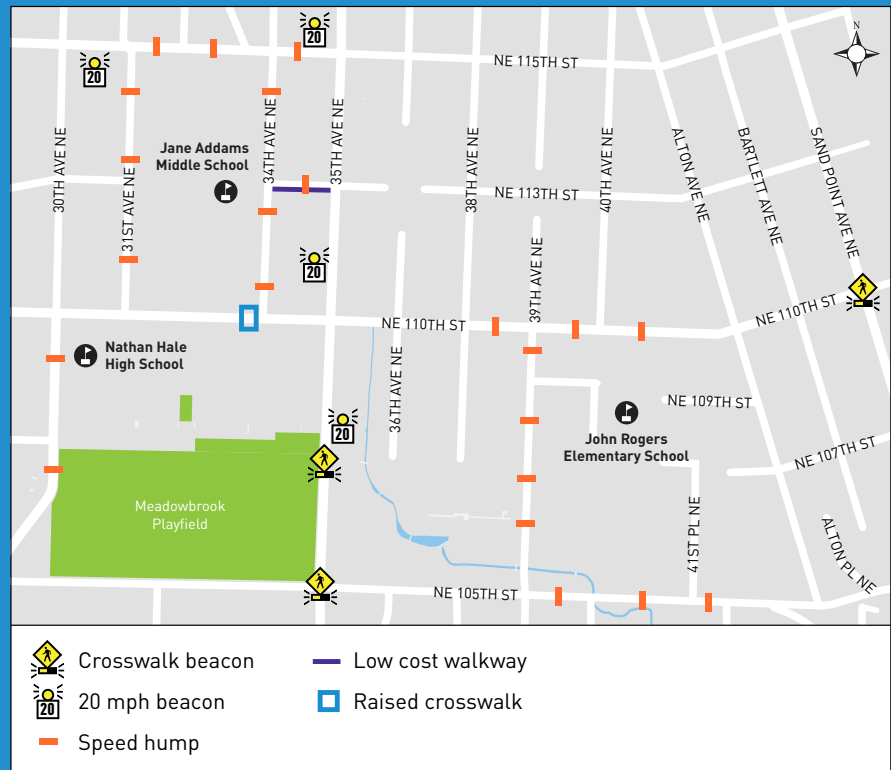 20
20
NE 115TH ST
Jane Addams
Middle School
30TH AVE NE
31ST AVE NE
34TH AVE NE
35TH AVE NE
38TH AVE NE
40TH AVE NE
ALTON AVE NE
BARTLETT AVE NE
SAND POINT AVE NE
NE 113TH ST
20
39TH AVE NE
NE 110TH ST
NE 110TH ST
Nathan Hale
High School
36TH AVE NE
NE 109TH ST
20
John Rogers
Elementary School
NE 107TH ST
Meadowbrook
Playfield
41ST PL NE
ALTON PL NE
NE 105TH ST
Crosswalk beacon
Low cost walkway
20
20 mph beacon
Raised crosswalk
Speed hump